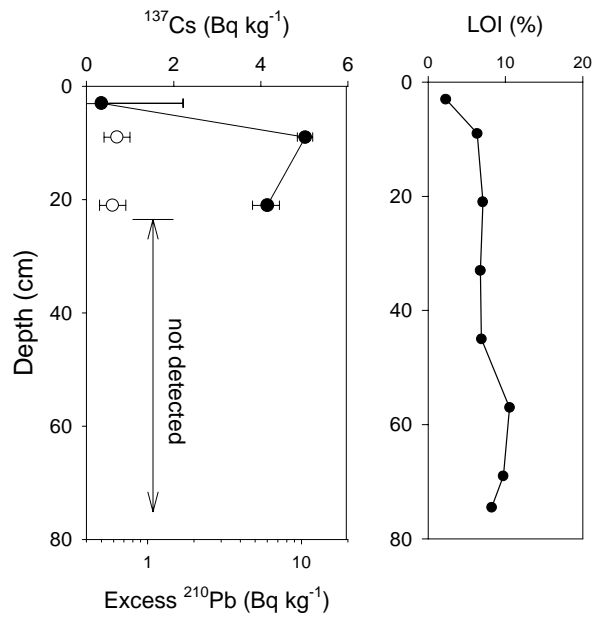 ¹³⁷Cs (Bq kg⁻¹)
0 2 4 6
0
20
40
60
80
Depth (cm)
not detected
1 10
Excess ²¹⁰Pb (Bq kg⁻¹)
LOI (%)
0 10 20
0
20
40
60
80